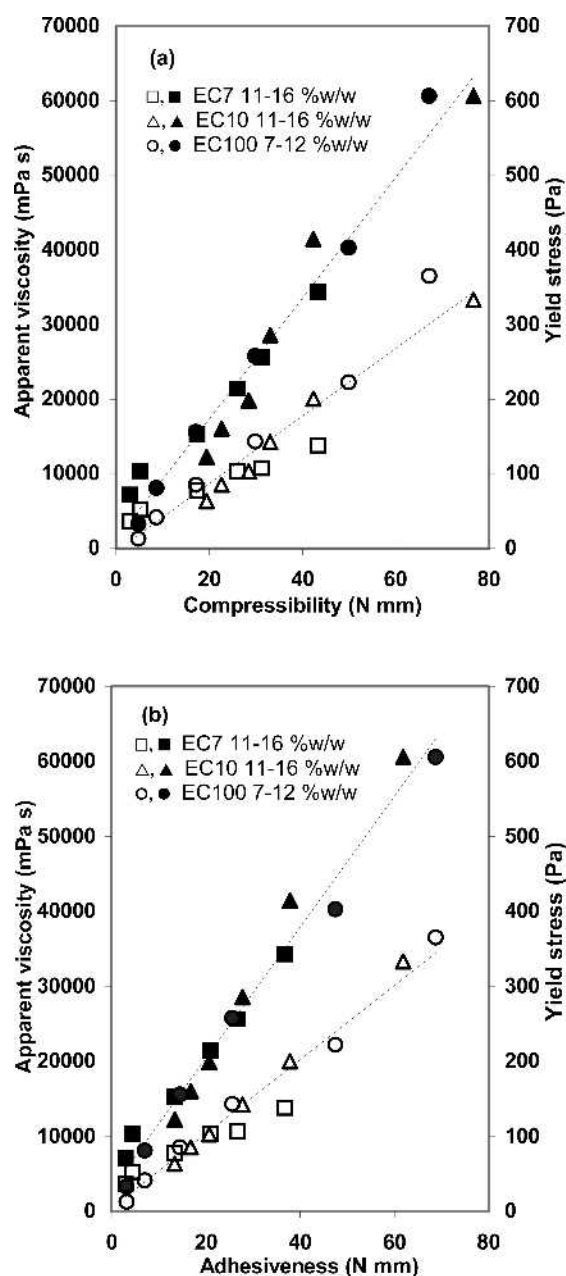 (a)
□, ■ EC7 11-16 %w/w
△, ▲ EC10 11-16 %w/w
○, ● EC100 7-12 %w/w
Apparent viscosity (mPa s)
70000
60000
50000
40000
30000
20000
10000
0
Yield stress (Pa)
700
600
500
400
300
200
100
0
0 20 40 60 80
Compressibility (N mm)
(b)
□, ■ EC7 11-16 %w/w
△, ▲ EC10 11-16 %w/w
○, ● EC100 7-12 %w/w
Apparent viscosity (mPa s)
70000
60000
50000
40000
30000
20000
10000
0
Yield stress (Pa)
700
600
500
400
300
200
100
0
0 20 40 60 80
Adhesiveness (N mm)